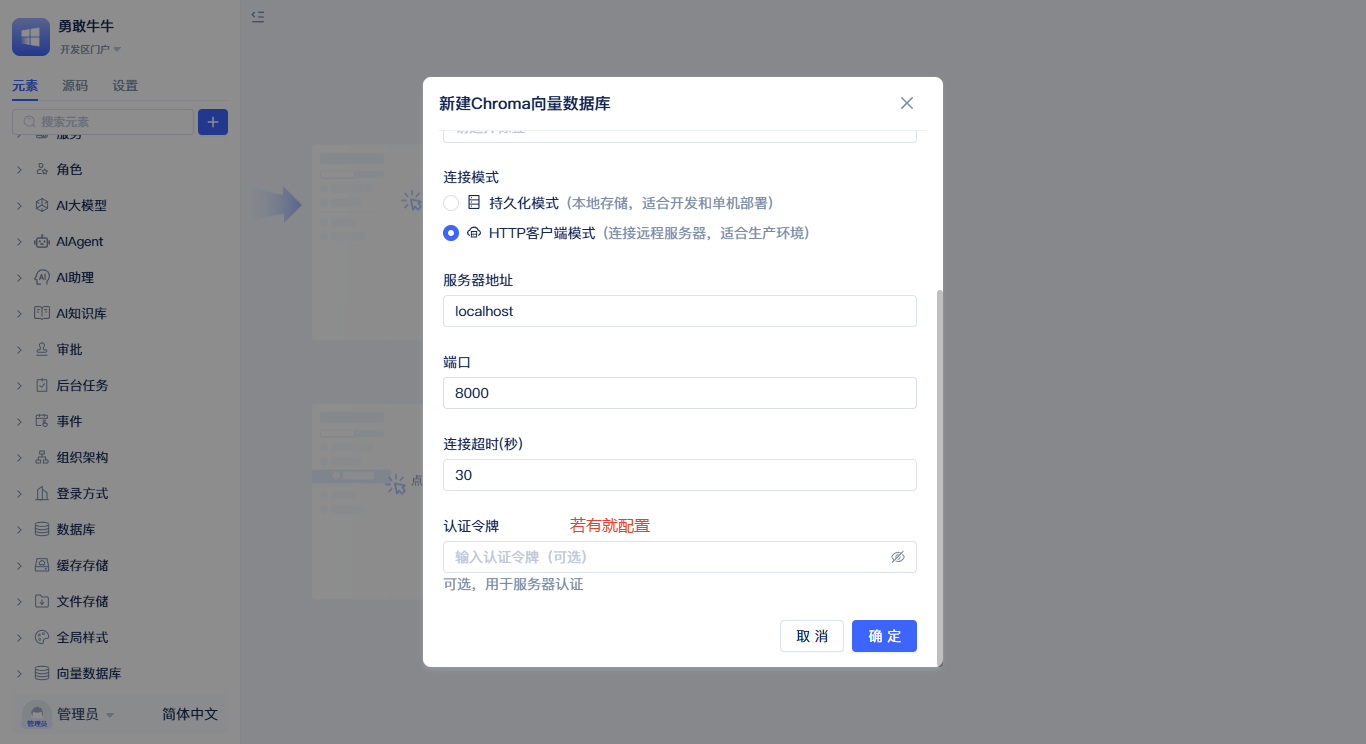 勇敢牛牛
开发区门户
元素 源码 设置
搜索元素
服务
角色
AI大模型
AIAgent
AI助理
AI知识库
审批
后台任务
事件
组织架构
登录方式
数据库
缓存存储
文件存储
全局样式
向量数据库
管理员
管理员 简体中文
点
新建Chroma向量数据库
连接模式
持久化模式（本地存储，适合开发和单机部署）
HTTP客户端模式（连接远程服务器，适合生产环境）
服务器地址
localhost
端口
8000
连接超时(秒)
30
认证令牌 若有就配置
输入认证令牌（可选）
可选，用于服务器认证
取 消 确 定